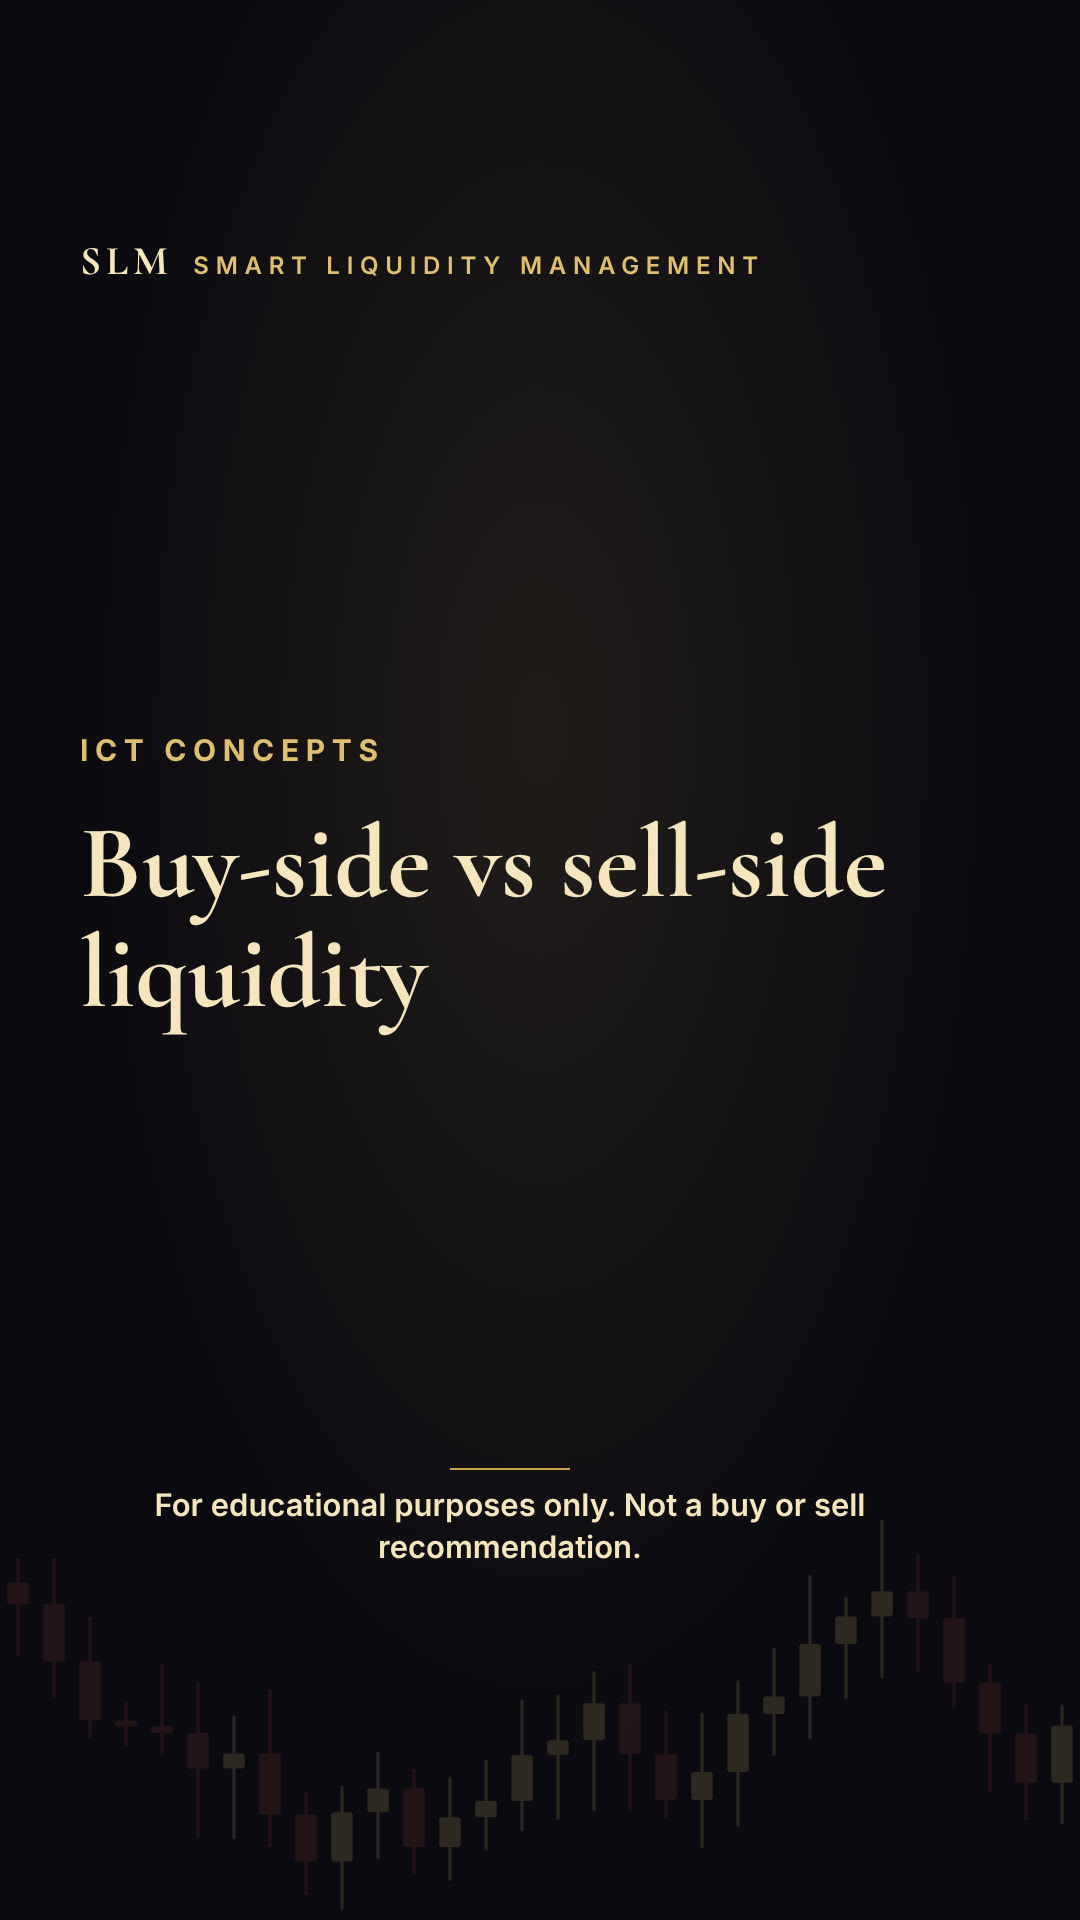 SLM SMART LIQUIDITY MANAGEMENT
ICT CONCEPTS
Buy-side vs sell-side
liquidity
For educational purposes only. Not a buy or sell
recommendation.